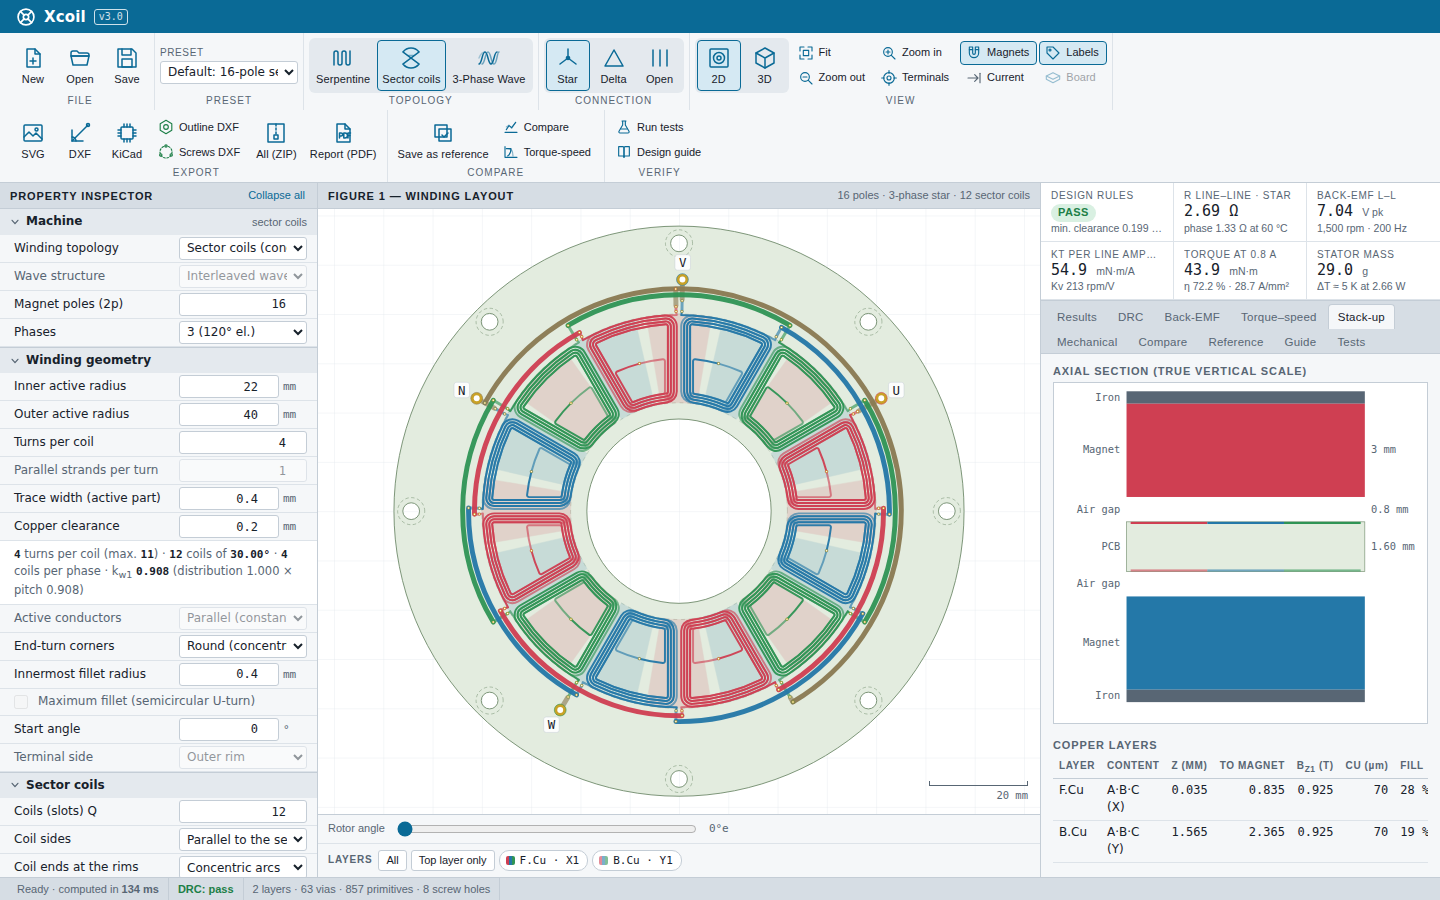 Xcoil v3.0
New Open Save
FILE
PRESET
Default: 16-pole se
PRESET
Serpentine Sector coils 3-Phase Wave
TOPOLOGY
Star Delta Open
CONNECTION
2D 3D
Fit Zoom in Magnets Labels
Zoom out Terminals Current Board
VIEW
SVG DXF KiCad
Outline DXF
Screws DXF
All (ZIP) Report (PDF)
EXPORT
Save as reference
Compare
Torque-speed
COMPARE
Run tests
Design guide
VERIFY
PROPERTY INSPECTOR Collapse all
Machine sector coils
Winding topology Sector coils (con
Wave structure Interleaved wave
Magnet poles (2p) 16
Phases 3 (120° el.)
Winding geometry
Inner active radius 22 mm
Outer active radius 40 mm
Turns per coil 4
Parallel strands per turn 1
Trace width (active part) 0.4 mm
Copper clearance 0.2 mm
4 turns per coil (max. 11) · 12 coils of 30.00° · 4
coils per phase · kw1 0.908 (distribution 1.000 ×
pitch 0.908)
Active conductors Parallel (constan
End-turn corners Round (concentr
Innermost fillet radius 0.4 mm
Maximum fillet (semicircular U-turn)
Start angle 0 °
Terminal side Outer rim
Sector coils
Coils (slots) Q 12
Coil sides Parallel to the se
Coil ends at the rims Concentric arcs
FIGURE 1 — WINDING LAYOUT 16 poles · 3-phase star · 12 sector coils
V
N
U
W
20 mm
Rotor angle 0°e
LAYERS All Top layer only F.Cu · X1 B.Cu · Y1
DESIGN RULES
PASS
min. clearance 0.199 …
R LINE–LINE · STAR
2.69 Ω
phase 1.33 Ω at 60 °C
BACK-EMF L–L
7.04 V pk
1,500 rpm · 200 Hz
KT PER LINE AMP…
54.9 mN·m/A
Kv 213 rpm/V
TORQUE AT 0.8 A
43.9 mN·m
η 72.2 % · 28.7 A/mm²
STATOR MASS
29.0 g
ΔT ≈ 5 K at 2.66 W
Results DRC Back-EMF Torque–speed Stack-up
Mechanical Compare Reference Guide Tests
AXIAL SECTION (TRUE VERTICAL SCALE)
Iron
Magnet 3 mm
Air gap 0.8 mm
PCB 1.60 mm
Air gap
Magnet
Iron
COPPER LAYERS
LAYER CONTENT Z (MM) TO MAGNET BZ1 (T) CU (µm) FILL
F.Cu A·B·C (X) 0.035 0.835 0.925 70 28 %
B.Cu A·B·C (Y) 1.565 2.365 0.925 70 19 %
Ready · computed in 134 ms DRC: pass 2 layers · 63 vias · 857 primitives · 8 screw holes